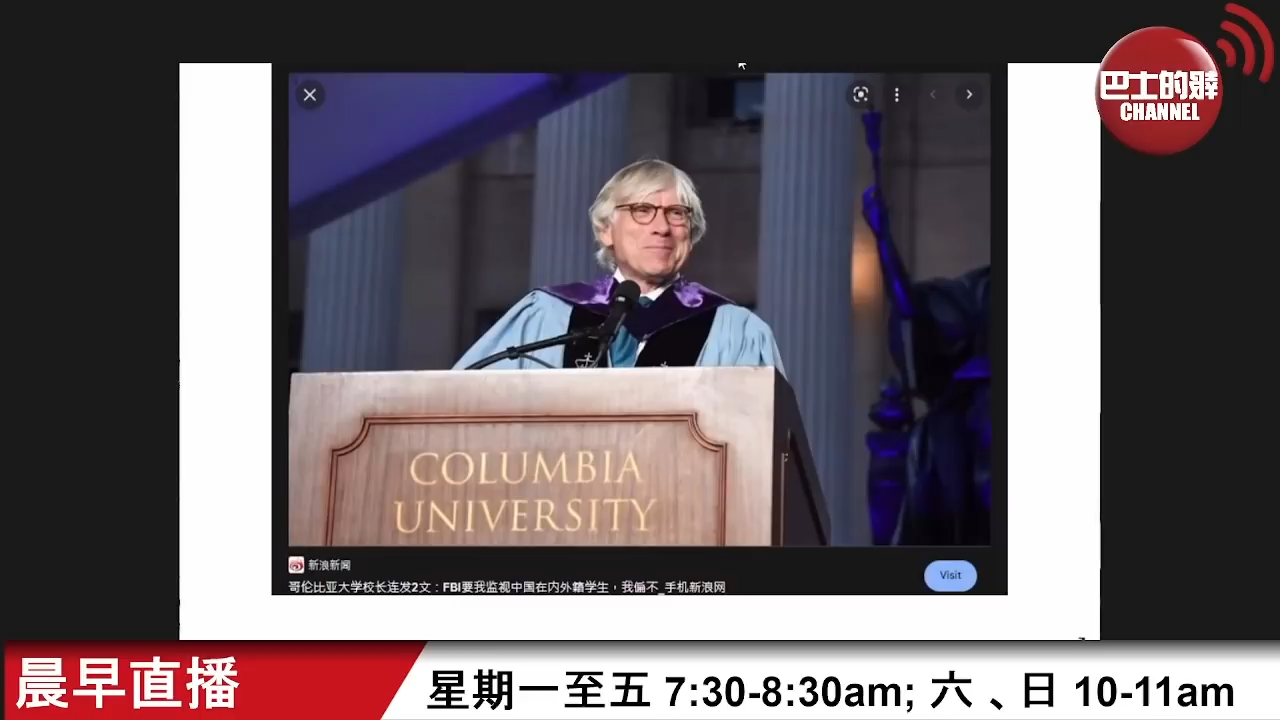 巴士的報
CHANNEL
COLUMBIA
UNIVERSITY
新浪新闻
哥伦比亚大学校长连发2文：FBI要我监视中国在内外籍学生，我偏不_手机新浪网
Visit
晨早直播
星期一至五 7:30-8:30am; 六、日 10-11am